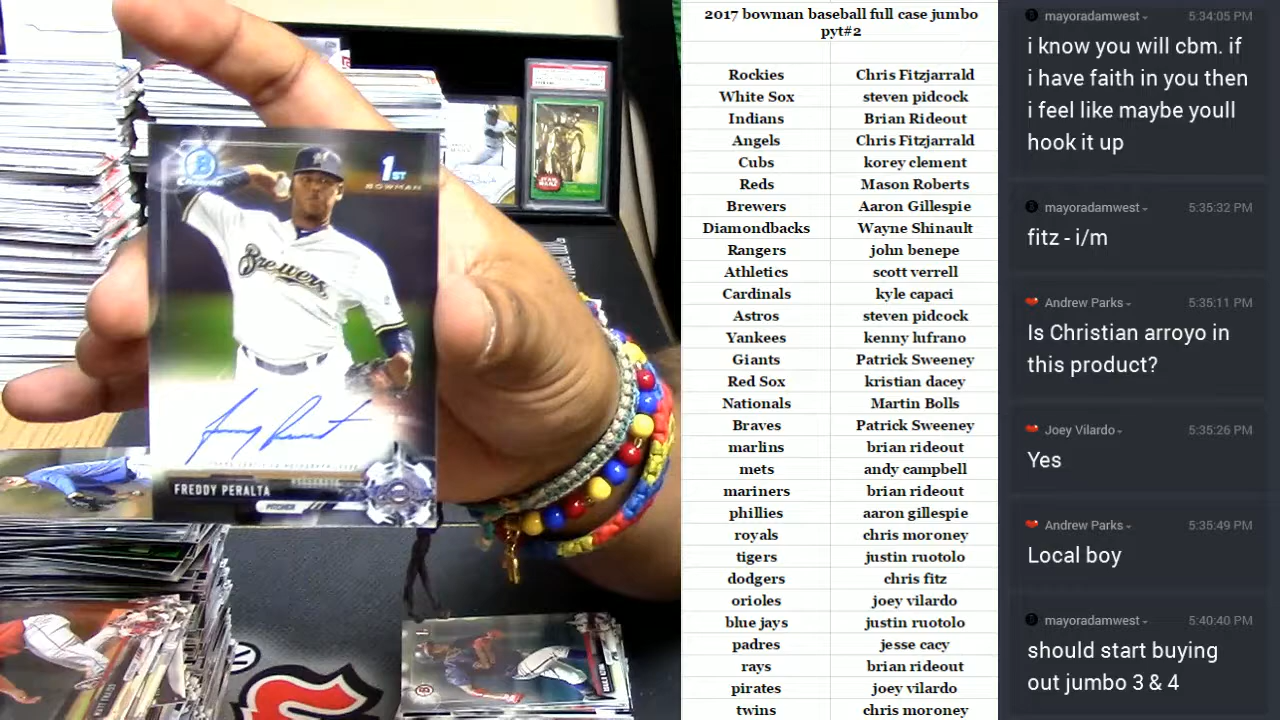 1ST
BOWMAN
Brewers
FREDDY PERALTA
PITCHER
STAR WARS
2017 bowman baseball full case jumbo
pyt#2
Rockies Chris Fitzjarrald
White Sox steven pidcock
Indians Brian Rideout
Angels Chris Fitzjarrald
Cubs korey clement
Reds Mason Roberts
Brewers Aaron Gillespie
Diamondbacks Wayne Shinault
Rangers john benepe
Athletics scott verrell
Cardinals kyle capaci
Astros steven pidcock
Yankees kenny lufrano
Giants Patrick Sweeney
Red Sox kristian dacey
Nationals Martin Bolls
Braves Patrick Sweeney
marlins brian rideout
mets andy campbell
mariners brian rideout
phillies aaron gillespie
royals chris moroney
tigers justin ruotolo
dodgers chris fitz
orioles joey vilardo
blue jays justin ruotolo
padres jesse cacy
rays brian rideout
pirates joey vilardo
twins chris moroney
mayoradamwest 5:34:05 PM
i know you will cbm. if
i have faith in you then
i feel like maybe youll
hook it up
mayoradamwest 5:35:32 PM
fitz - i/m
Andrew Parks 5:35:11 PM
Is Christian arroyo in
this product?
Joey Vilardo 5:35:26 PM
Yes
Andrew Parks 5:35:49 PM
Local boy
mayoradamwest 5:40:40 PM
should start buying
out jumbo 3 & 4